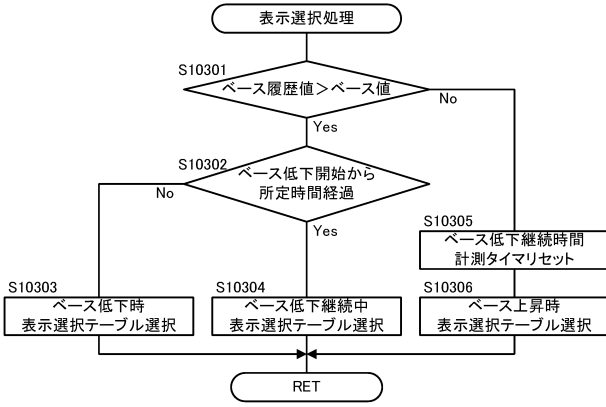 表示選択処理
S10301
ベース履歴値＞ベース値
No
Yes
S10302
ベース低下開始から
所定時間経過
No
Yes
S10305
ベース低下継続時間
計測タイマリセット
S10303
ベース低下時
表示選択テーブル選択
S10304
ベース低下継続中
表示選択テーブル選択
S10306
ベース上昇時
表示選択テーブル選択
RET